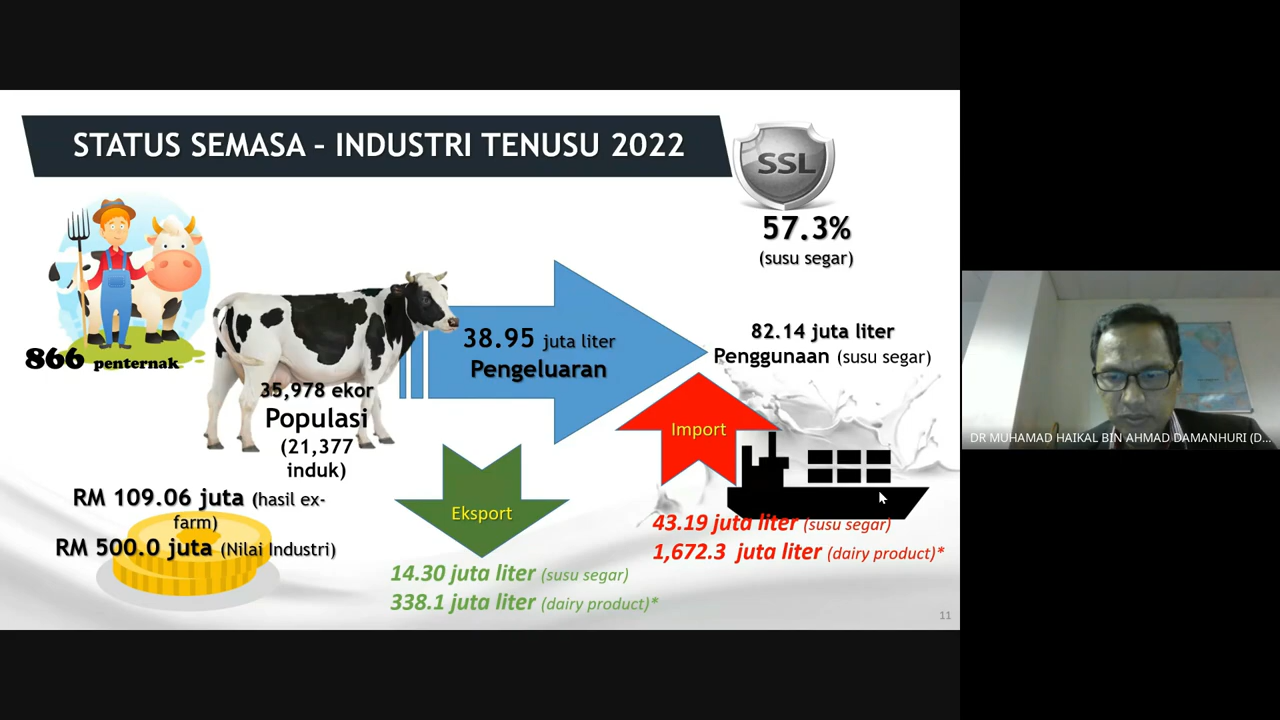 STATUS SEMASA – INDUSTRI TENUSU 2022
SSL
57.3%
(susu segar)
866 penternak
38.95 juta liter
Pengeluaran
82.14 juta liter
Penggunaan (susu segar)
35,978 ekor
Populasi
(21,377
induk)
Import
RM 109.06 juta (hasil ex-
farm)
RM 500.0 juta (Nilai Industri)
Eksport
43.19 juta liter (susu segar)
1,672.3 juta liter (dairy product)*
14.30 juta liter (susu segar)
338.1 juta liter (dairy product)*
11
DR MUHAMAD HAIKAL BIN AHMAD DAMANHURI (D...